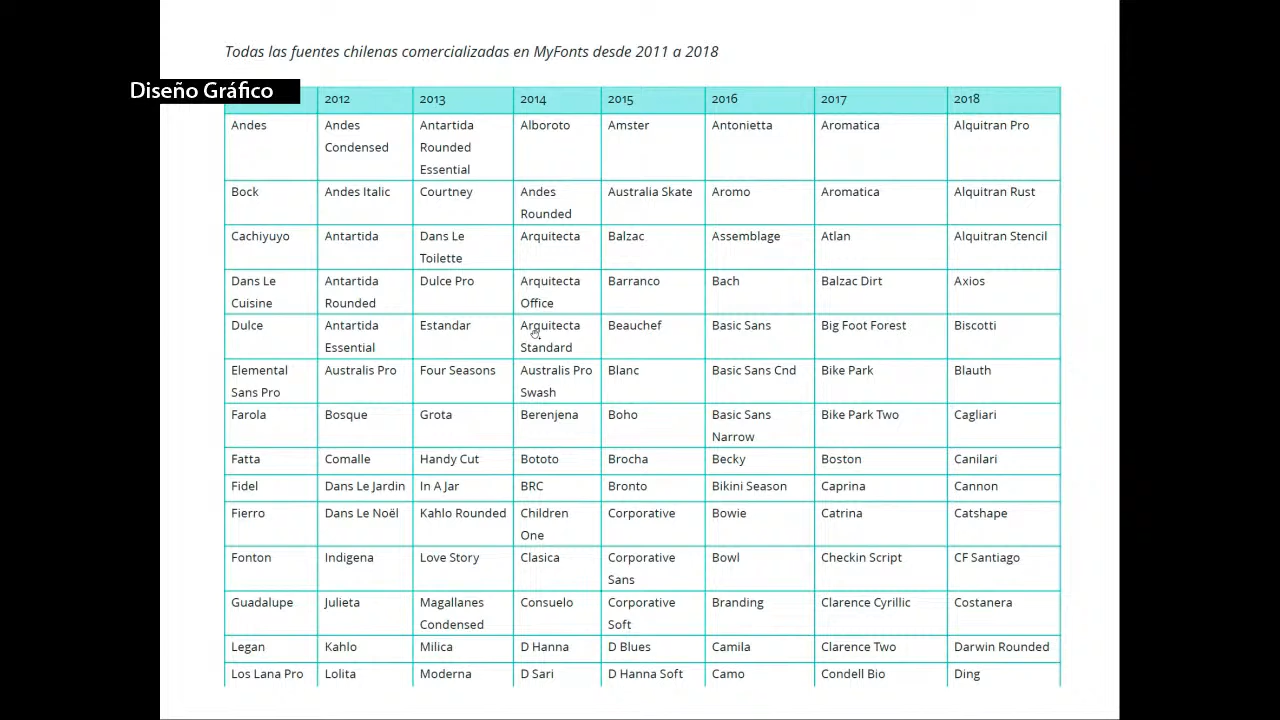 Todas las fuentes chilenas comercializadas en MyFonts desde 2011 a 2018
Diseño Gráfico
2012 2013 2014 2015 2016 2017 2018
Andes Andes Antartida Alboroto Amster Antonietta Aromatica Alquitran Pro
Condensed Rounded
Essential
Bock Andes Italic Courtney Andes Australia Skate Aromo Aromatica Alquitran Rust
Rounded
Cachiyuyo Antartida Dans Le Arquitecta Balzac Assemblage Atlan Alquitran Stencil
Toilette
Dans Le Antartida Dulce Pro Arquitecta Barranco Bach Balzac Dirt Axios
Cuisine Rounded Office
Dulce Antartida Estandar Arquitecta Beauchef Basic Sans Big Foot Forest Biscotti
Essential Standard
Elemental Australis Pro Four Seasons Australis Pro Blanc Basic Sans Cnd Bike Park Blauth
Sans Pro Swash
Farola Bosque Grota Berenjena Boho Basic Sans Bike Park Two Cagliari
Narrow
Fatta Comalle Handy Cut Bototo Brocha Becky Boston Canilari
Fidel Dans Le Jardin In A Jar BRC Bronto Bikini Season Caprina Cannon
Fierro Dans Le Noël Kahlo Rounded Children Corporative Bowie Catrina Catshape
One
Fonton Indigena Love Story Clasica Corporative Bowl Checkin Script CF Santiago
Sans
Guadalupe Julieta Magallanes Consuelo Corporative Branding Clarence Cyrillic Costanera
Condensed Soft
Legan Kahlo Milica D Hanna D Blues Camila Clarence Two Darwin Rounded
Los Lana Pro Lolita Moderna D Sari D Hanna Soft Camo Condell Bio Ding